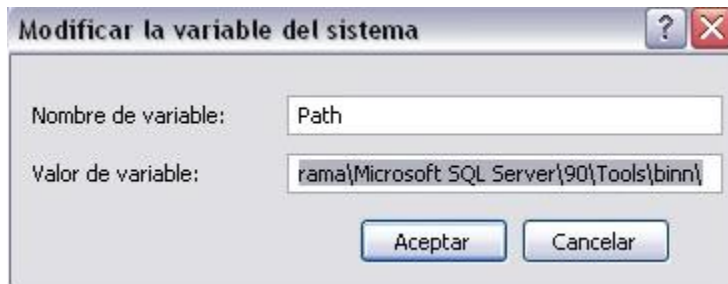 Modificar la variable del sistema
Nombre de variable: Path
Valor de variable: rama\Microsoft SQL Server\90\Tools\binn\
Aceptar Cancelar